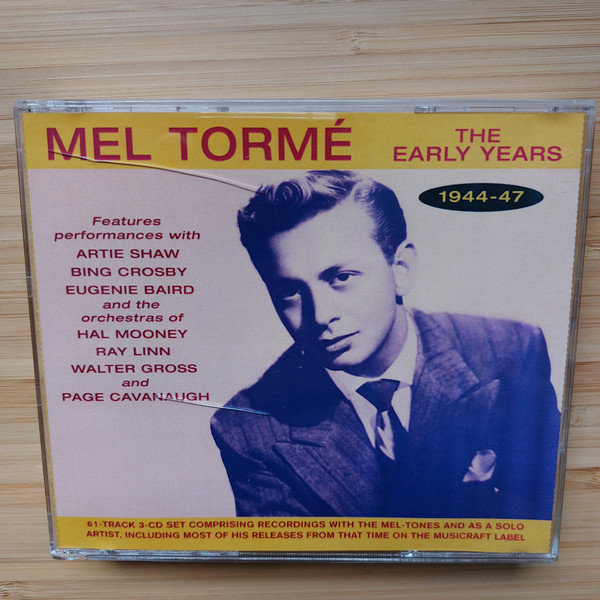 MEL TORMÉ
THE
EARLY YEARS
1944-47
Features
performances with
ARTIE SHAW
BING CROSBY
EUGENIE BAIRD
and the
orchestras of
HAL MOONEY
RAY LINN
WALTER GROSS
and
PAGE CAVANAUGH
61-TRACK 3-CD SET COMPRISING RECORDINGS WITH THE MEL-TONES AND AS A SOLO
ARTIST, INCLUDING MOST OF HIS RELEASES FROM THAT TIME ON THE MUSICRAFT LABEL